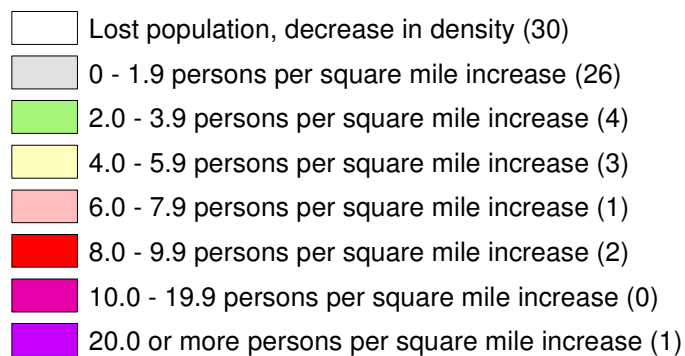 Lost population, decrease in density (30)
0 - 1.9 persons per square mile increase (26)
2.0 - 3.9 persons per square mile increase (4)
4.0 - 5.9 persons per square mile increase (3)
6.0 - 7.9 persons per square mile increase (1)
8.0 - 9.9 persons per square mile increase (2)
10.0 - 19.9 persons per square mile increase (0)
20.0 or more persons per square mile increase (1)